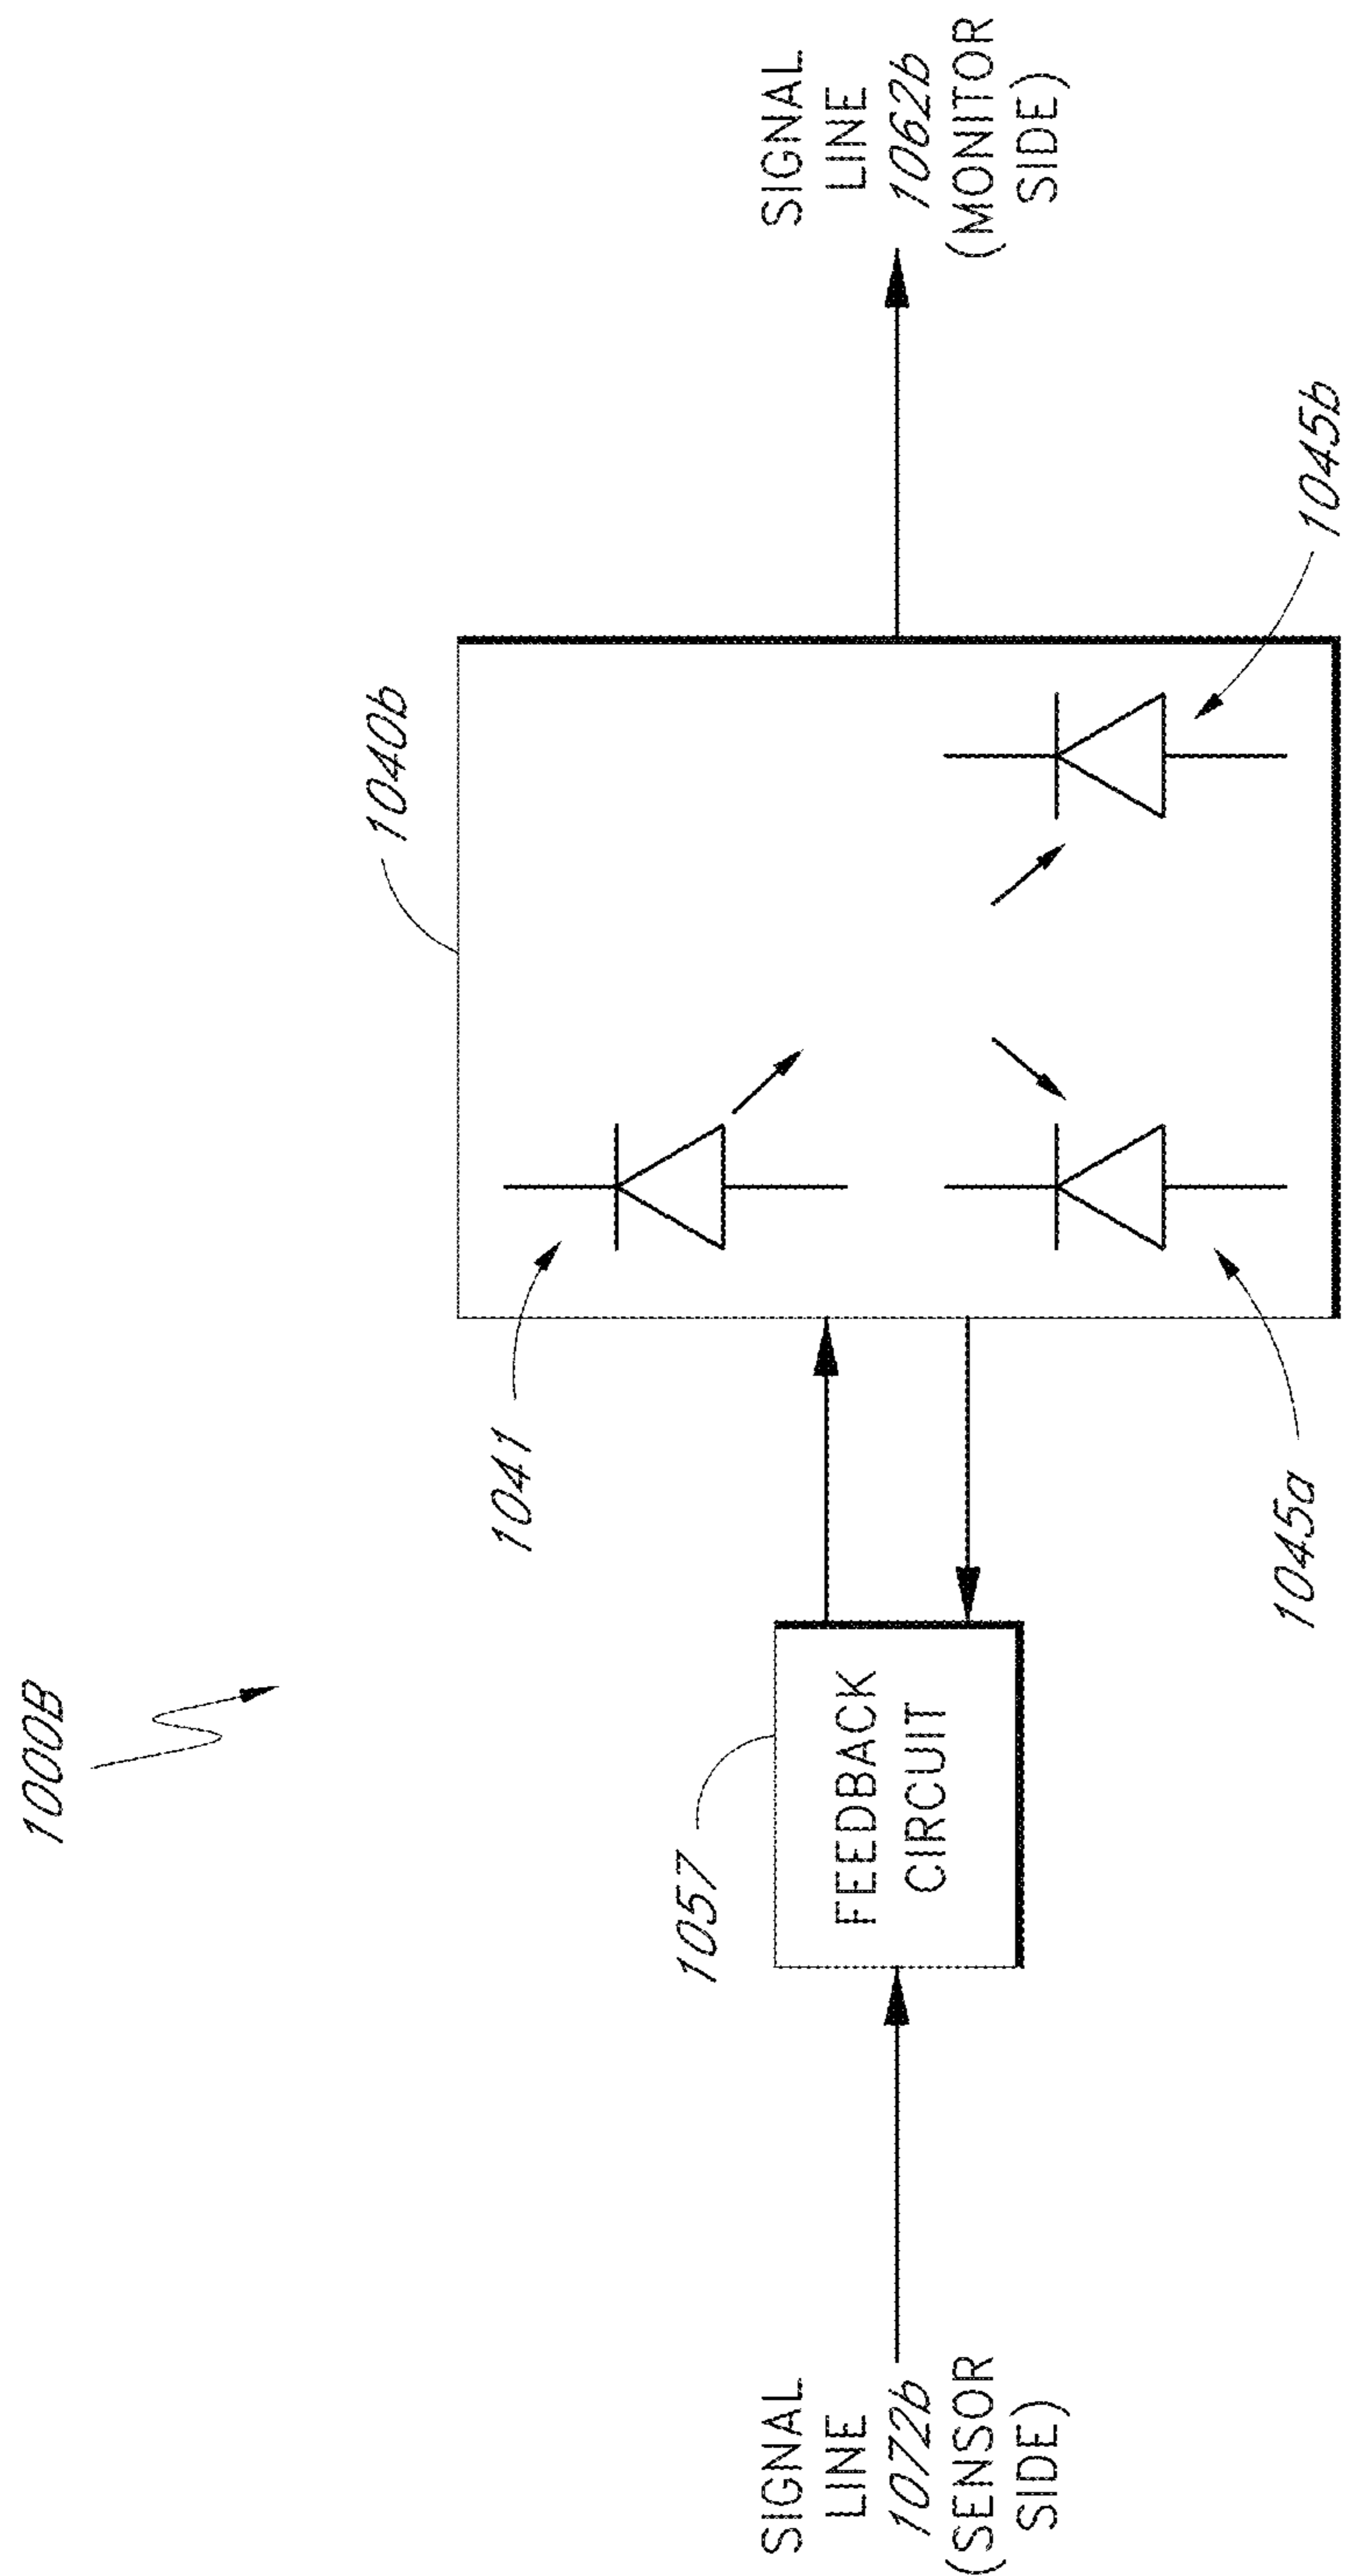 1000B
1040b
1041
1057
FEEDBACK
CIRCUIT
SIGNAL
LINE
1072b
(SENSOR
SIDE)
SIGNAL
LINE
1062b
(MONITOR
SIDE)
1045a
1045b